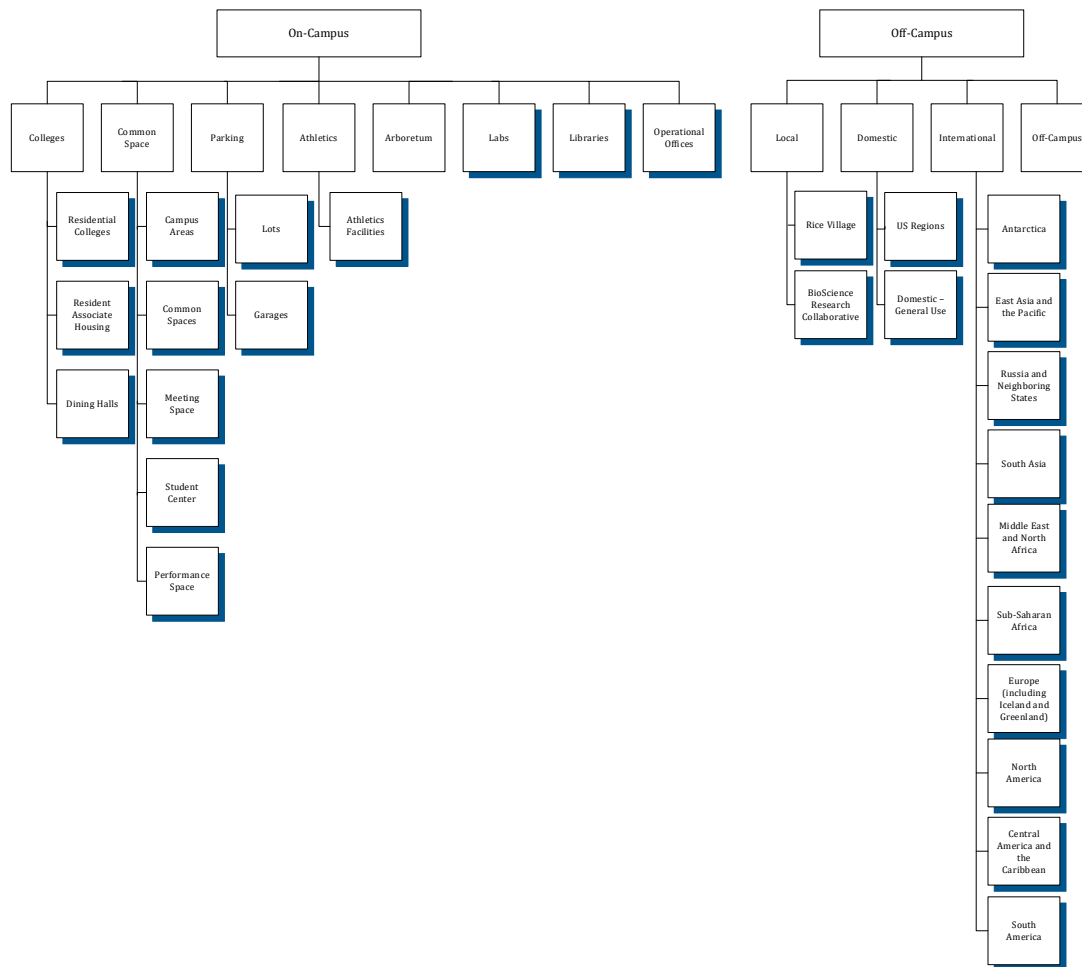 On-Campus
Off-Campus
Colleges
Common
Space
Parking
Athletics
Arboretum
Labs
Libraries
Operational
Offices
Local
Domestic
International
Off-Campus
Residential
Colleges
Resident
Associate
Housing
Dining Halls
Campus
Areas
Common
Spaces
Meeting
Space
Student
Center
Performance
Space
Lots
Garages
Athletics
Facilities
Rice Village
BioScience
Research
Collaborative
US Regions
Domestic –
General Use
Antarctica
East Asia and
the Pacific
Russia and
Neighboring
States
South Asia
Middle East
and North
Africa
Sub-Saharan
Africa
Europe
(including
Iceland and
Greenland)
North
America
Central
America and
the
Caribbean
South
America